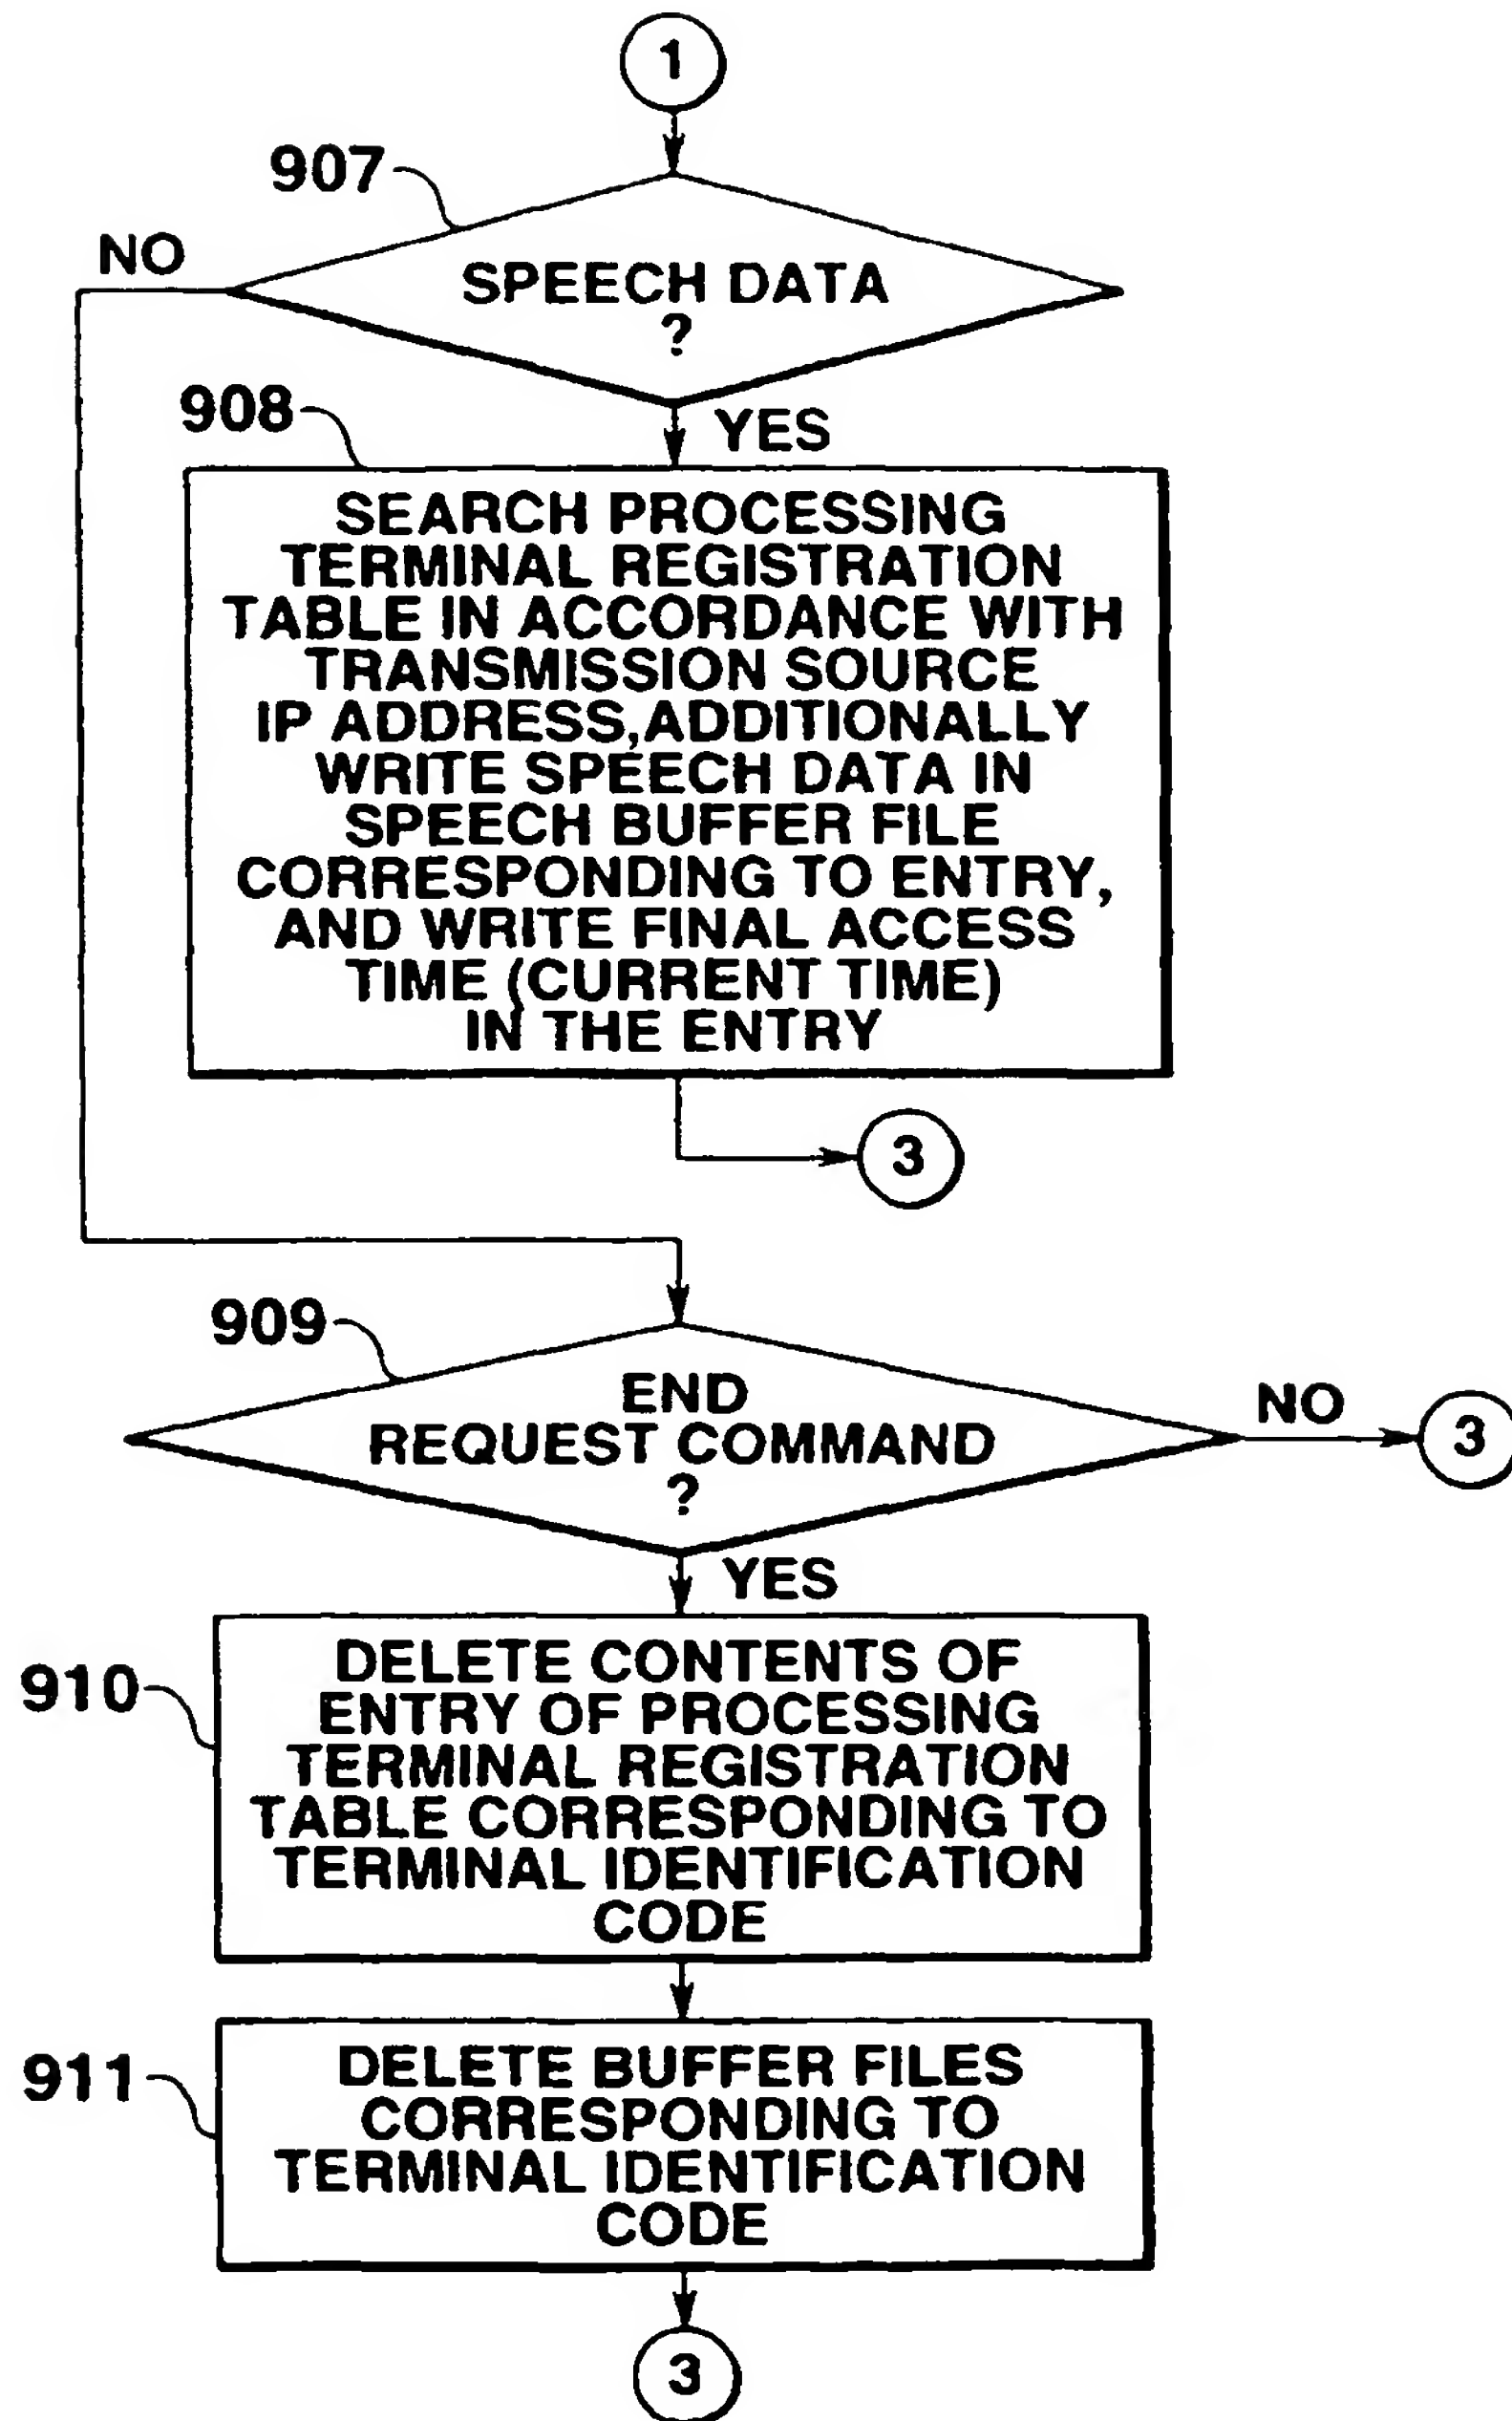 1
907
NO
SPEECH DATA
?
908
YES
SEARCH PROCESSING
TERMINAL REGISTRATION
TABLE IN ACCORDANCE WITH
TRANSMISSION SOURCE
IP ADDRESS,ADDITIONALLY
WRITE SPEECH DATA IN
SPEECH BUFFER FILE
CORRESPONDING TO ENTRY,
AND WRITE FINAL ACCESS
TIME (CURRENT TIME)
IN THE ENTRY
3
909
END
REQUEST COMMAND
?
NO
3
YES
910
DELETE CONTENTS OF
ENTRY OF PROCESSING
TERMINAL REGISTRATION
TABLE CORRESPONDING TO
TERMINAL IDENTIFICATION
CODE
911
DELETE BUFFER FILES
CORRESPONDING TO
TERMINAL IDENTIFICATION
CODE
3